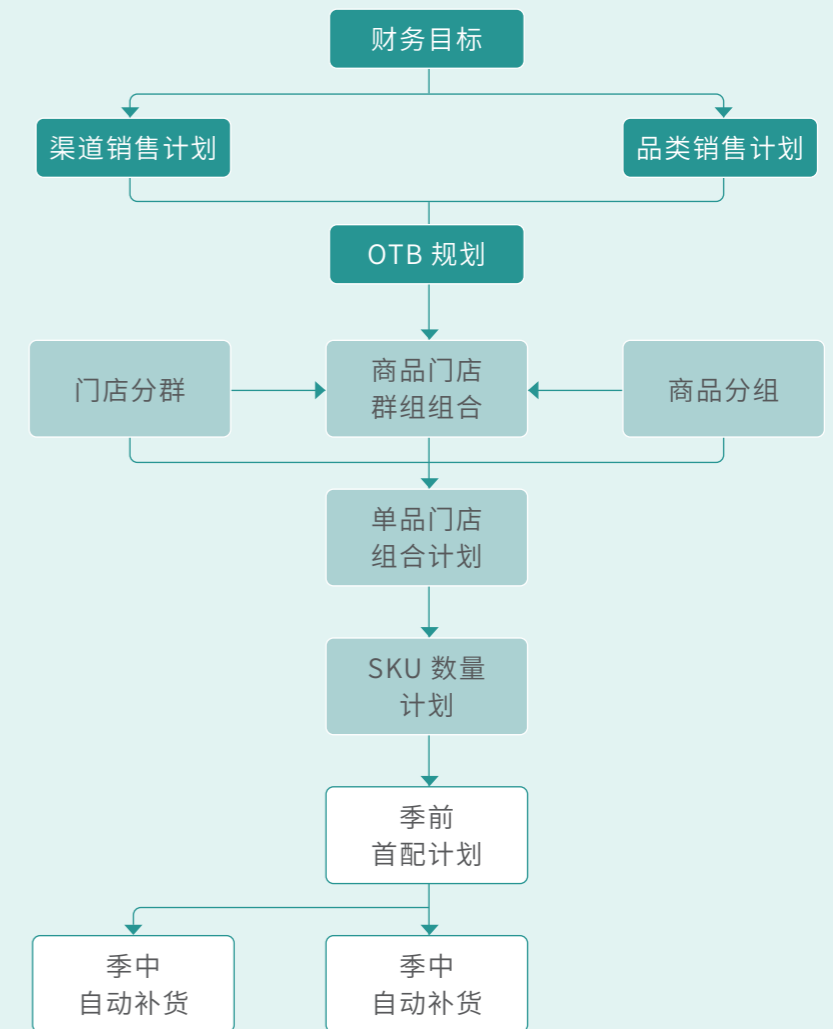 财务目标
渠道销售计划
品类销售计划
OTB 规划
门店分群
商品门店
群组组合
商品分组
单品门店
组合计划
SKU 数量
计划
季前
首配计划
季中
自动补货
季中
自动补货